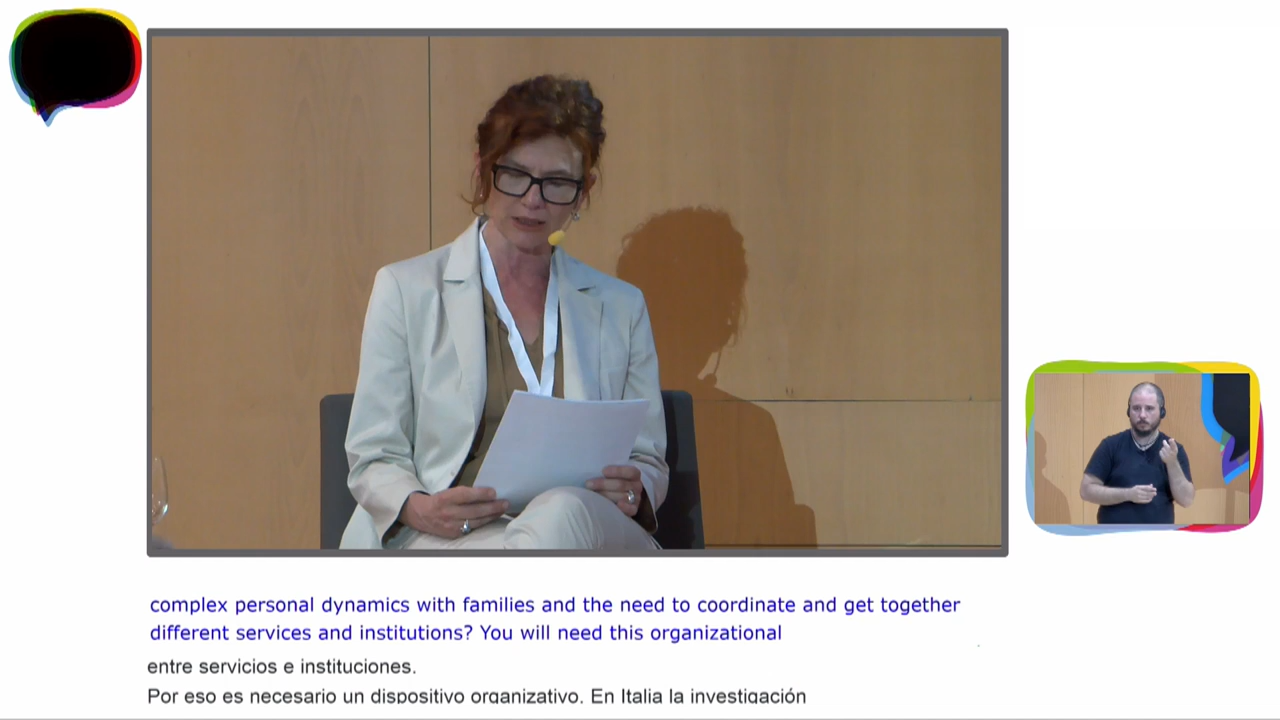 complex personal dynamics with families and the need to coordinate and get together
different services and institutions? You will need this organizational
entre servicios e instituciones.
Por eso es necesario un dispositivo organizativo. En Italia la investigación